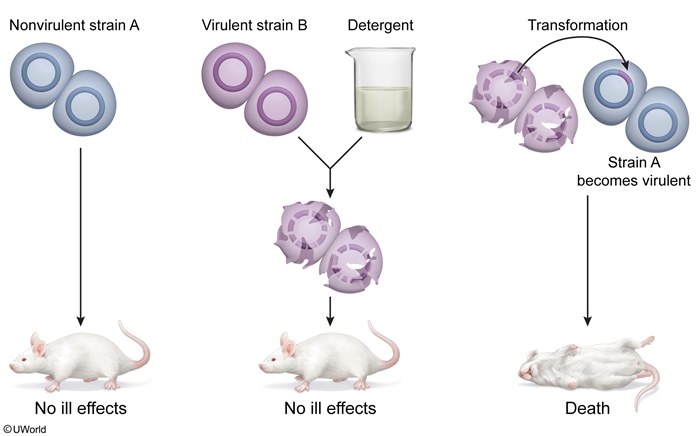 Nonvirulent strain A
Virulent strain B
Detergent
Transformation
Strain A
becomes virulent
No ill effects
No ill effects
Death
©UWorld